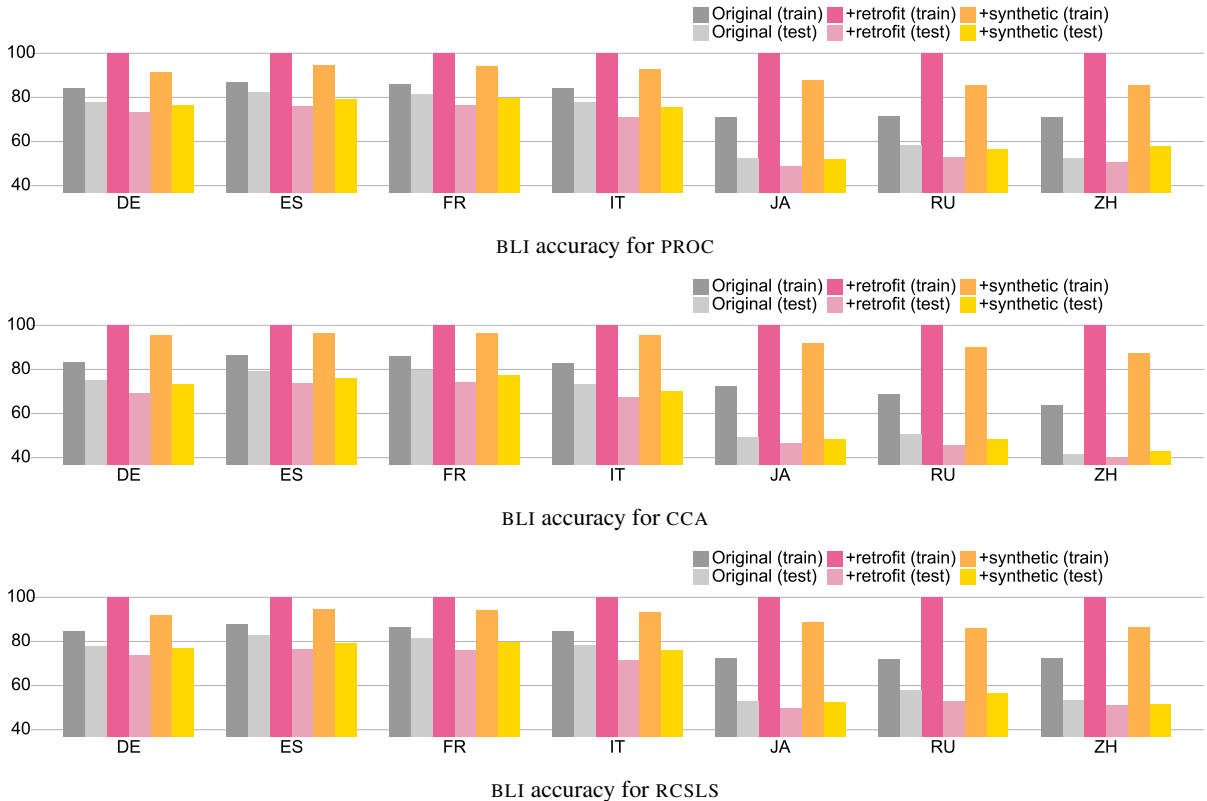 Original (train) +retrofit (train) +synthetic (train)
Original (test) +retrofit (test) +synthetic (test)
100
80
60
40
DE ES FR IT JA RU ZH
BLI accuracy for PROC
Original (train) +retrofit (train) +synthetic (train)
Original (test) +retrofit (test) +synthetic (test)
100
80
60
40
DE ES FR IT JA RU ZH
BLI accuracy for CCA
Original (train) +retrofit (train) +synthetic (train)
Original (test) +retrofit (test) +synthetic (test)
100
80
60
40
DE ES FR IT JA RU ZH
BLI accuracy for RCSLS